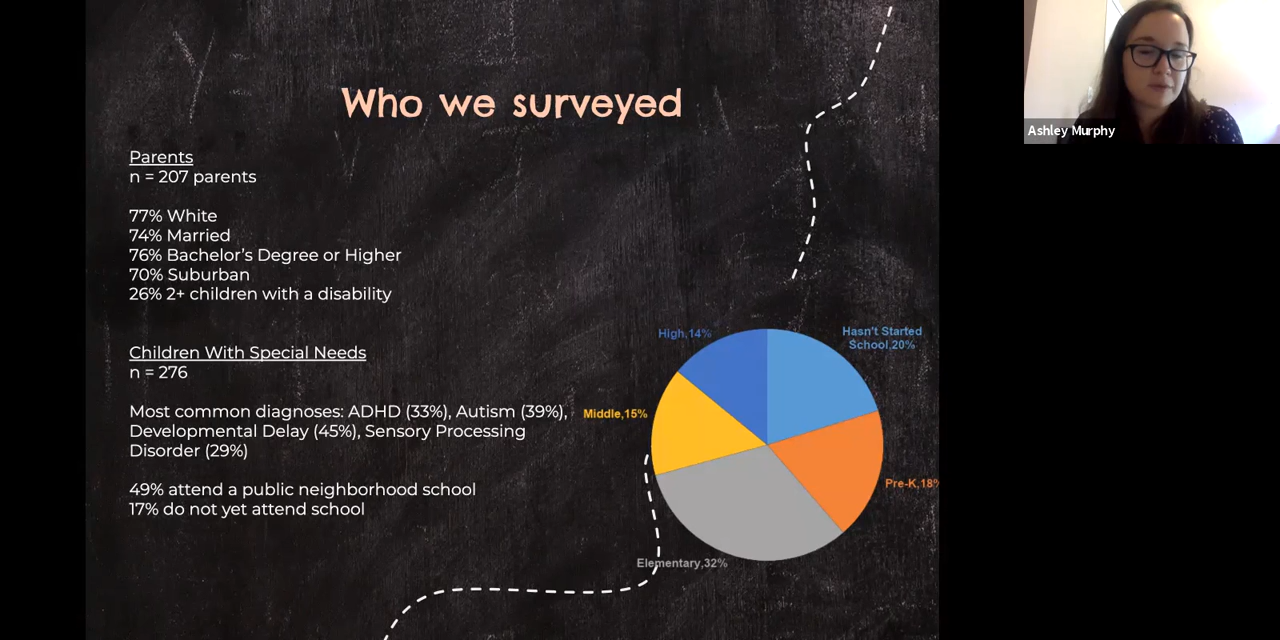 Who we surveyed
Parents
n = 207 parents
77% White
74% Married
76% Bachelor's Degree or Higher
70% Suburban
26% 2+ children with a disability
Children With Special Needs
n = 276
Most common diagnoses: ADHD (33%), Autism (39%),
Developmental Delay (45%), Sensory Processing
Disorder (29%)
49% attend a public neighborhood school
17% do not yet attend school
High,14%
Hasn't Started
School,20%
Middle,15%
Pre-K,18%
Elementary,32%
Ashley Murphy